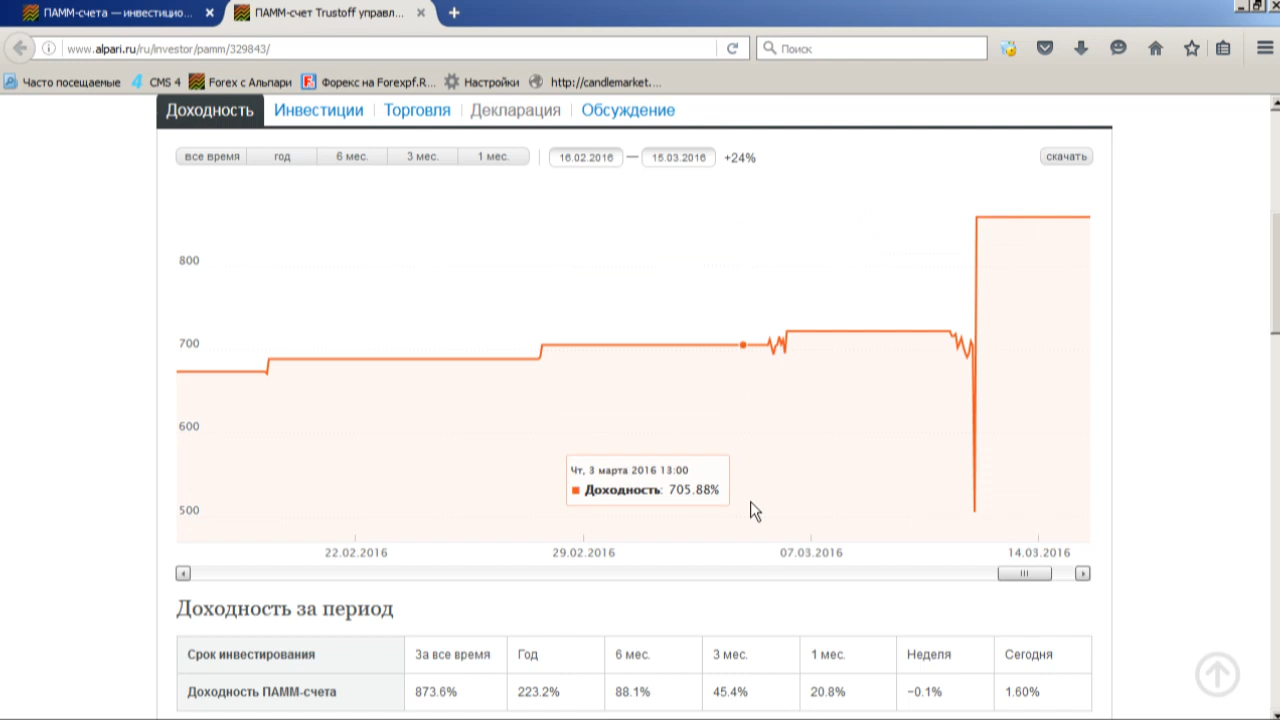 ПАММ-счета — инвестицио...
ПАММ-счет Trustoff управл...
www.alpari.ru/ru/investor/pamm/329843/
Поиск
Часто посещаемые
CMS 4
Forex с Альпари
Форекс на Forexpf.R...
Настройки
http://candlemarket....
Доходность
Инвестиции
Торговля
Декларация
Обсуждение
все время
год
6 мес.
3 мес.
1 мес.
16.02.2016 — 15.03.2016 +24%
скачать
800
700
600
500
Чт, 3 марта 2016 13:00
Доходность: 705.88%
22.02.2016
29.02.2016
07.03.2016
14.03.2016
Доходность за период
Срок инвестирования За все время Год 6 мес. 3 мес. 1 мес. Неделя Сегодня
Доходность ПАММ-счета 873.6% 223.2% 88.1% 45.4% 20.8% −0.1% 1.60%